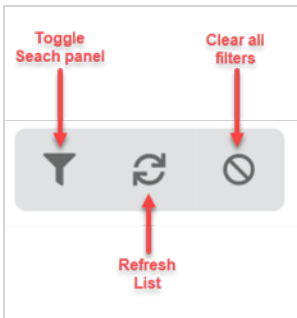 Toggle
Seach panel
Clear all
filters
Refresh
List